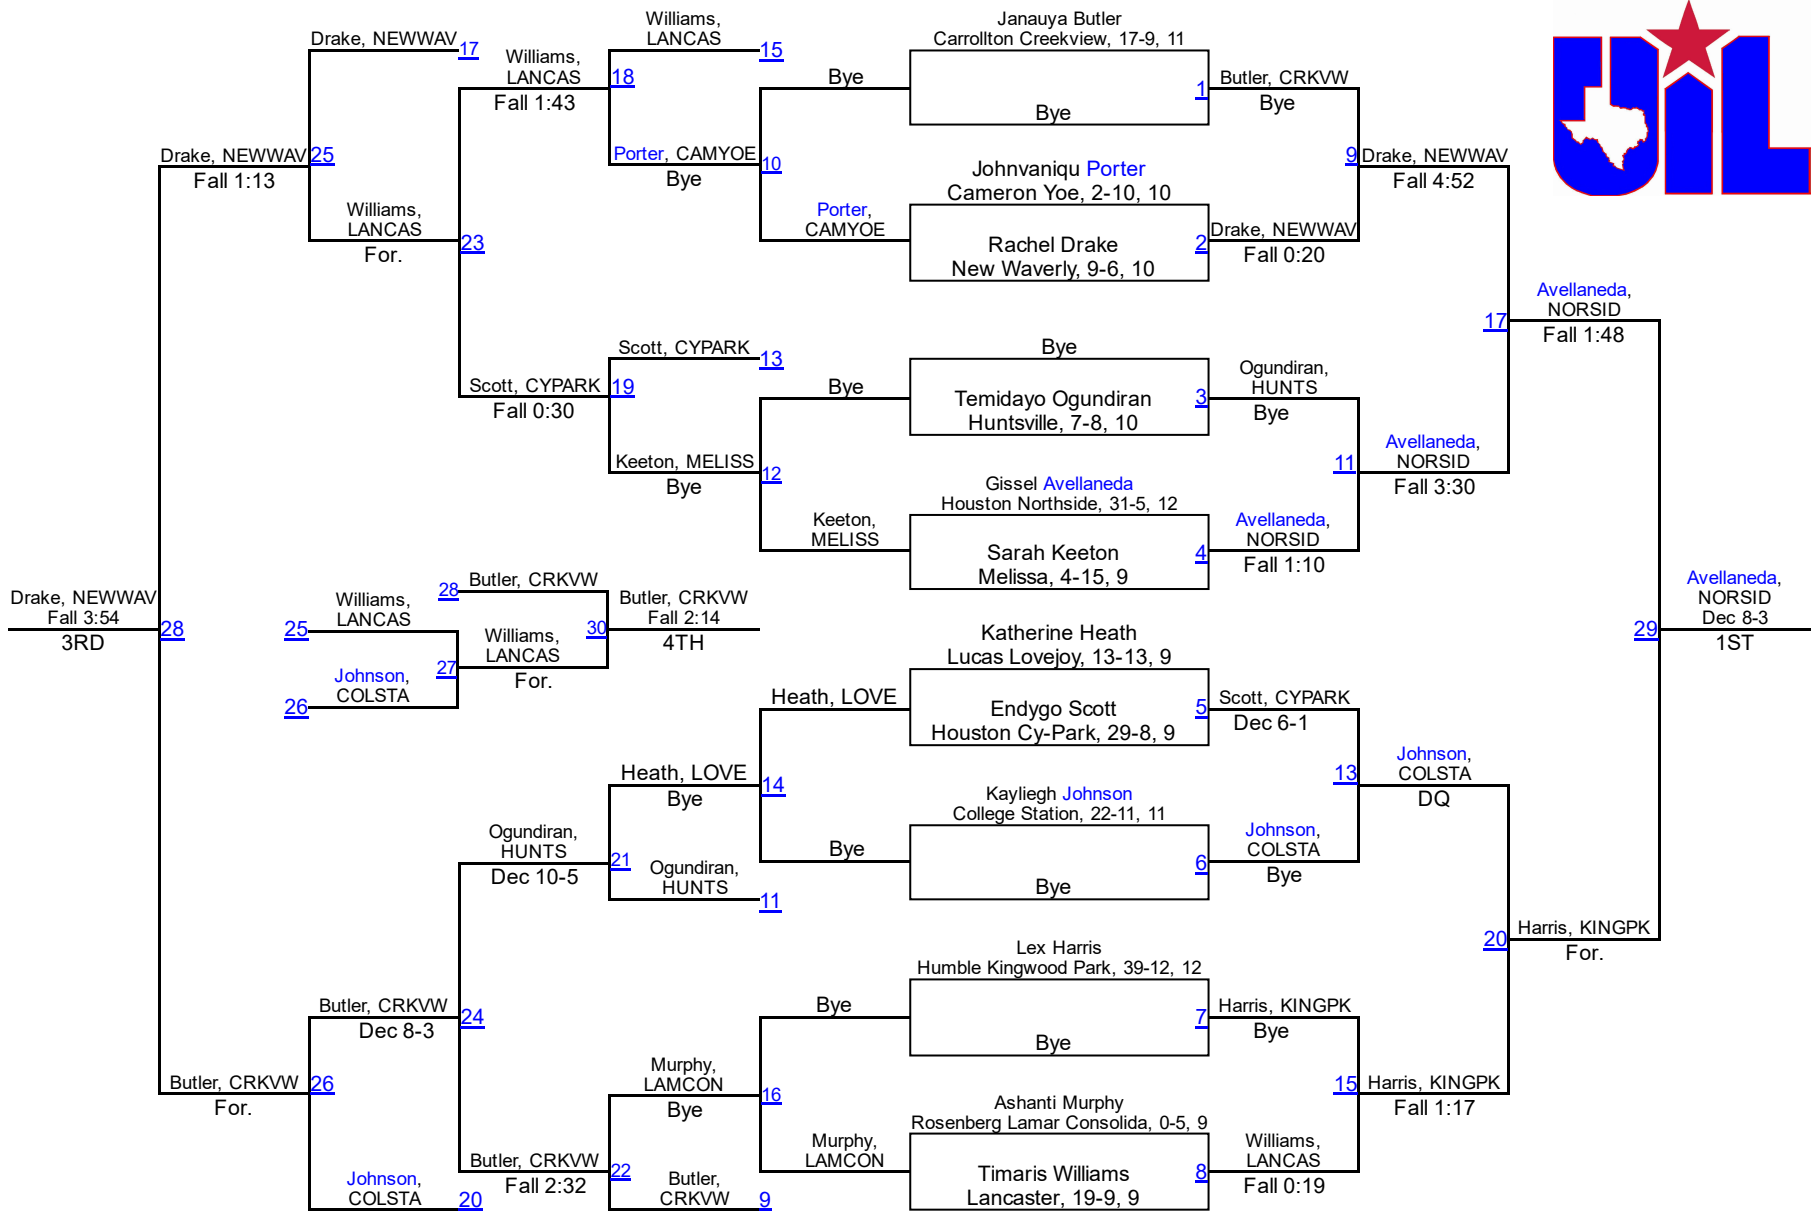 Drake, NEWWAV
17
Williams,
LANCAS
Fall 1:43
18
Williams,
LANCAS
15
Bye
Janauya Butler
Carrollton Creekview, 17-9, 11
Bye
1
Butler, CRKVW
Bye
UIL
Drake, NEWWAV
Fall 1:13
25
Williams,
LANCAS
For.
23
Porter, CAMYOE
Bye
10
Porter,
CAMYOE
Johnvaniqu Porter
Cameron Yoe, 2-10, 10
Rachel Drake
New Waverly, 9-6, 10
2
Drake, NEWWAV
Fall 0:20
9
Drake, NEWWAV
Fall 4:52
17
Avellaneda,
NORSID
Fall 1:48
Scott, CYPARK
Fall 0:30
19
Scott, CYPARK
13
Bye
Bye
Temidayo Ogundiran
Huntsville, 7-8, 10
3
Ogundiran,
HUNTS
Bye
Keeton, MELISS
Bye
12
Keeton,
MELISS
Gissel Avellaneda
Houston Northside, 31-5, 12
Sarah Keeton
Melissa, 4-15, 9
4
Avellaneda,
NORSID
Fall 1:10
11
Avellaneda,
NORSID
Fall 3:30
Drake, NEWWAV
Fall 3:54
3RD
28
25
Williams,
LANCAS
26
Johnson,
COLSTA
27
28
Butler, CRKVW
Williams,
LANCAS
For.
30
Butler, CRKVW
Fall 2:14
4TH
29
Avellaneda,
NORSID
Dec 8-3
1ST
Heath, LOVE
Katherine Heath
Lucas Lovejoy, 13-13, 9
Endygo Scott
Houston Cy-Park, 29-8, 9
5
Scott, CYPARK
Dec 6-1
Heath, LOVE
Bye
14
13
Johnson,
COLSTA
DQ
Ogundiran,
HUNTS
Dec 10-5
21
Ogundiran,
HUNTS
11
Bye
Kayliegh Johnson
College Station, 22-11, 11
Bye
6
Johnson,
COLSTA
Bye
20
Harris, KINGPK
For.
Butler, CRKVW
Dec 8-3
24
Bye
Lex Harris
Humble Kingwood Park, 39-12, 12
Bye
7
Harris, KINGPK
Bye
Butler, CRKVW
For.
26
Murphy,
LAMCON
Bye
16
15
Harris, KINGPK
Fall 1:17
Johnson,
COLSTA
20
Butler, CRKVW
Fall 2:32
22
Butler,
CRKVW
9
Murphy,
LAMCON
Ashanti Murphy
Rosenberg Lamar Consolida, 0-5, 9
Timaris Williams
Lancaster, 19-9, 9
8
Williams,
LANCAS
Fall 0:19